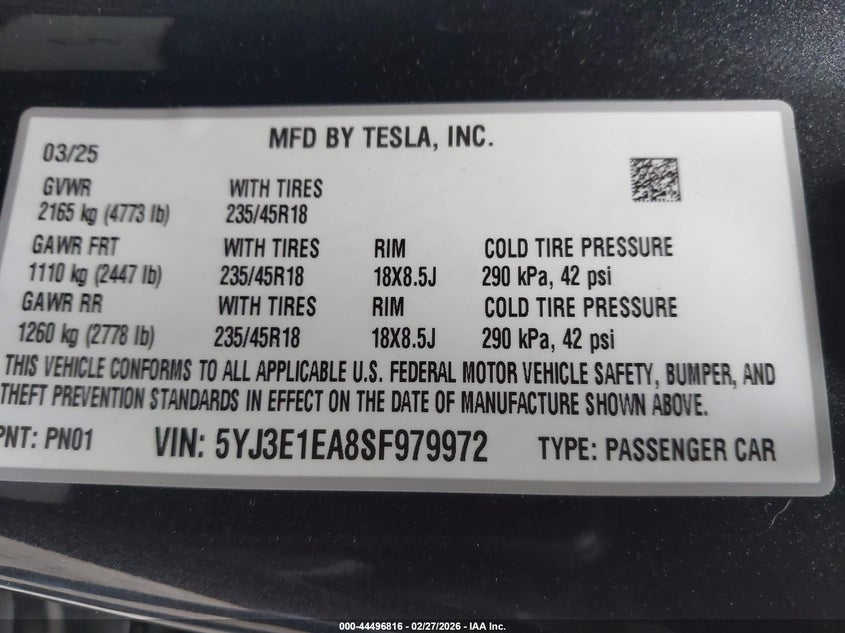 03/25 MFD BY TESLA, INC.
GVWR WITH TIRES
2165 kg (4773 lb) 235/45R18
GAWR FRT WITH TIRES RIM COLD TIRE PRESSURE
1110 kg (2447 lb) 235/45R18 18X8.5J 290 kPa, 42 psi
GAWR RR WITH TIRES RIM COLD TIRE PRESSURE
1260 kg (2778 lb) 235/45R18 18X8.5J 290 kPa, 42 psi
THIS VEHICLE CONFORMS TO ALL APPLICABLE U.S. FEDERAL MOTOR VEHICLE SAFETY, BUMPER, AND
THEFT PREVENTION STANDARDS IN EFFECT ON THE DATE OF MANUFACTURE SHOWN ABOVE.
PNT: PN01 VIN: 5YJ3E1EA8SF979972 TYPE: PASSENGER CAR
000-44496816 - 02/27/2026 - IAA Inc.